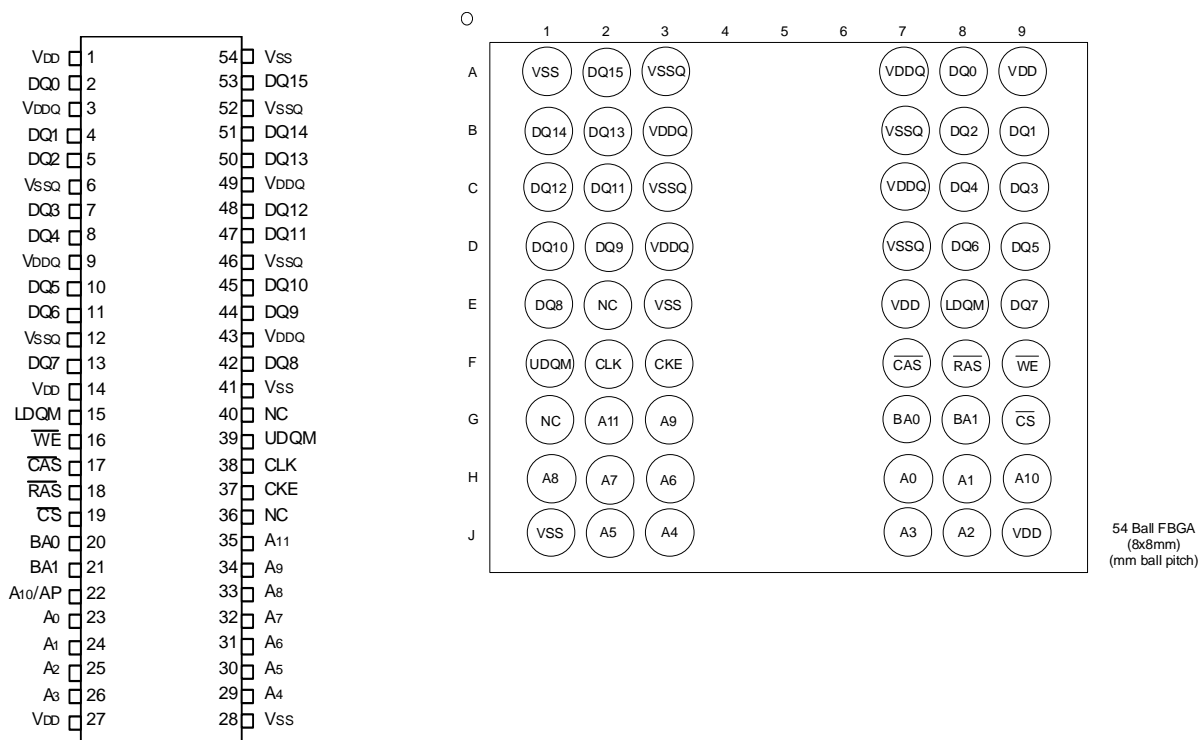 VDD 1 54 VSS
DQ0 2 53 DQ15
VDDQ 3 52 VSSQ
DQ1 4 51 DQ14
DQ2 5 50 DQ13
VSSQ 6 49 VDDQ
DQ3 7 48 DQ12
DQ4 8 47 DQ11
VDDQ 9 46 VSSQ
DQ5 10 45 DQ10
DQ6 11 44 DQ9
VSSQ 12 43 VDDQ
DQ7 13 42 DQ8
VDD 14 41 VSS
LDQM 15 40 NC
WE 16 39 UDQM
CAS 17 38 CLK
RAS 18 37 CKE
CS 19 36 NC
BA0 20 35 A11
BA1 21 34 A9
A10/AP 22 33 A8
A0 23 32 A7
A1 24 31 A6
A2 25 30 A5
A3 26 29 A4
VDD 27 28 VSS
1 2 3 4 5 6 7 8 9
A VSS DQ15 VSSQ VDDQ DQ0 VDD
B DQ14 DQ13 VDDQ VSSQ DQ2 DQ1
C DQ12 DQ11 VSSQ VDDQ DQ4 DQ3
D DQ10 DQ9 VDDQ VSSQ DQ6 DQ5
E DQ8 NC VSS VDD LDQM DQ7
F UDQM CLK CKE CAS RAS WE
G NC A11 A9 BA0 BA1 CS
H A8 A7 A6 A0 A1 A10
J VSS A5 A4 A3 A2 VDD
54 Ball FBGA
(8x8mm)
(mm ball pitch)